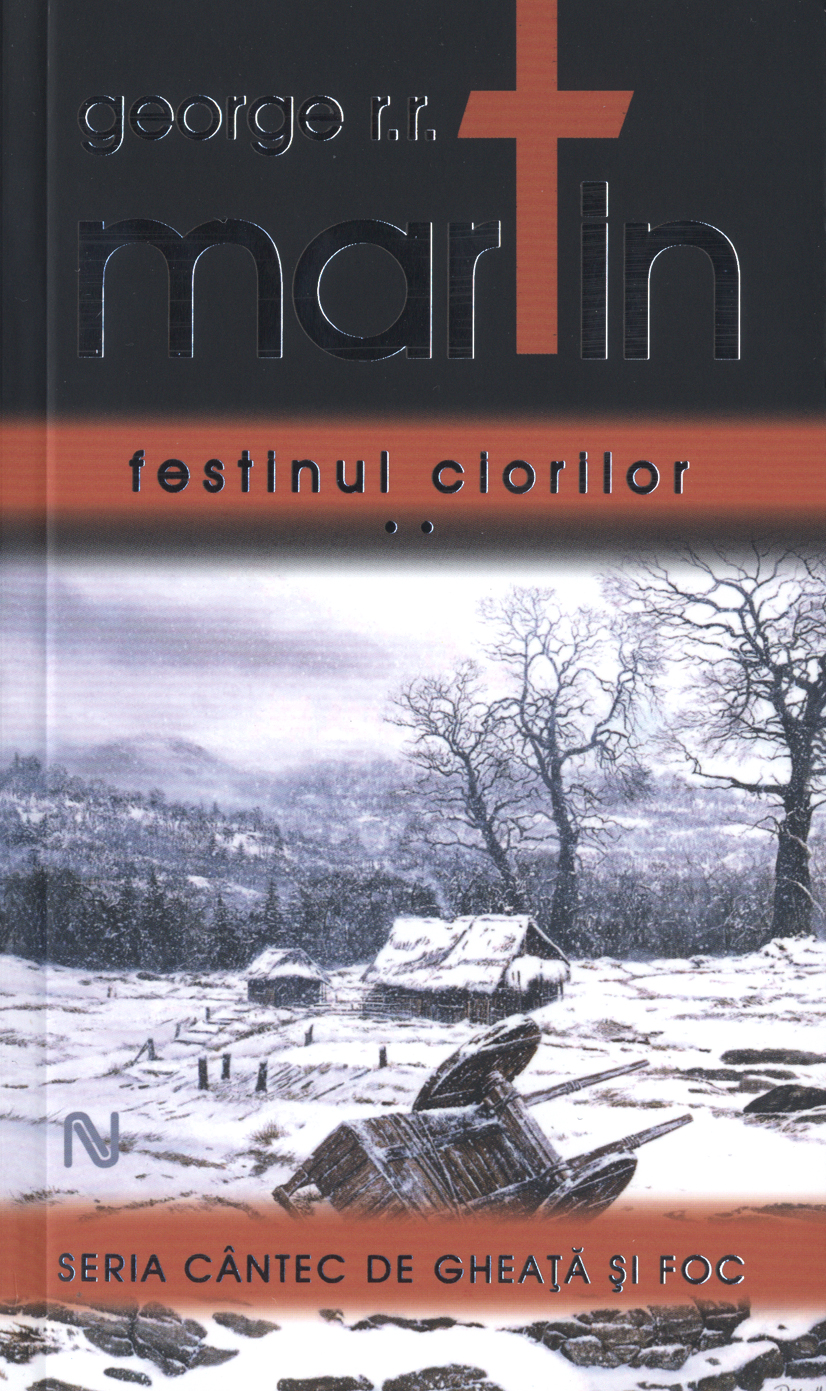 george r.r.
martin
festinul ciorilor
••
SERIA CÂNTEC DE GHEAŢĂ ŞI FOC